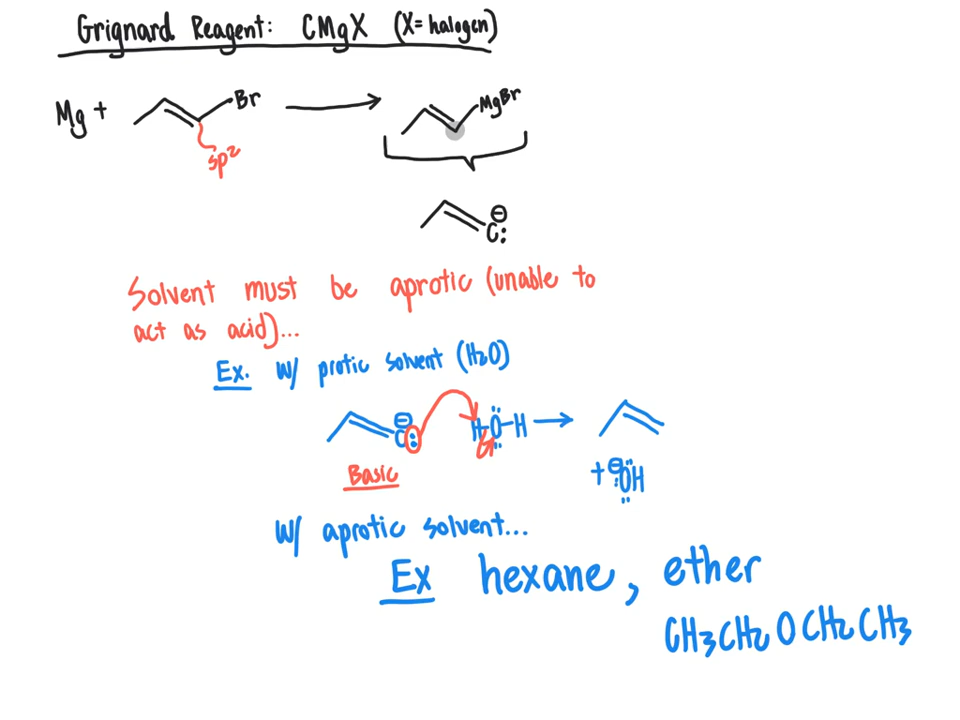 Grignard Reagent: CMgX (X= halogen)
Mg + Br MgBr
sp²
⊖
C:
Solvent must be aprotic (unable to
act as acid)...
Ex. w/ protic solvent (H₂O)
⊖
C: H-Ö-H
Basic
+ ⊖:ÖH
w/ aprotic solvent...
Ex hexane, ether
CH3CH2OCH2CH3